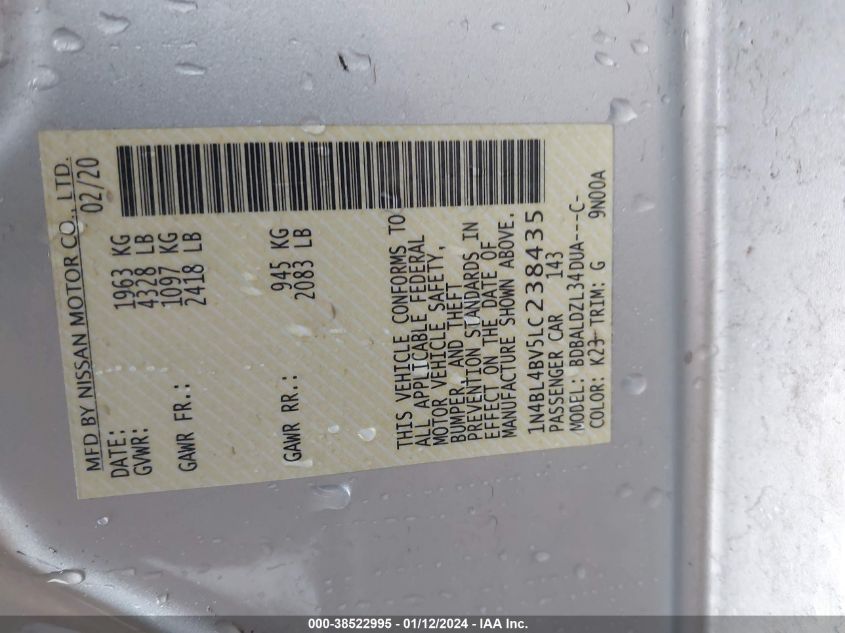 MFD BY NISSAN MOTOR CO., LTD.
DATE: 02/20
GVWR: 1963 KG
4328 LB
GAWR FR.: 1097 KG
2418 LB
GAWR RR.: 945 KG
2083 LB
THIS VEHICLE CONFORMS TO
ALL APPLICABLE FEDERAL
MOTOR VEHICLE SAFETY,
BUMPER, AND THEFT
PREVENTION STANDARDS IN
EFFECT ON THE DATE OF
MANUFACTURE SHOWN ABOVE.
1N4BL4BV5LC238435
PASSENGER CAR 143
MODEL: BDBALDZL34DUA---C-
COLOR: K23 TRIM: G 9N00A
000-38522995 - 01/12/2024 - IAA Inc.